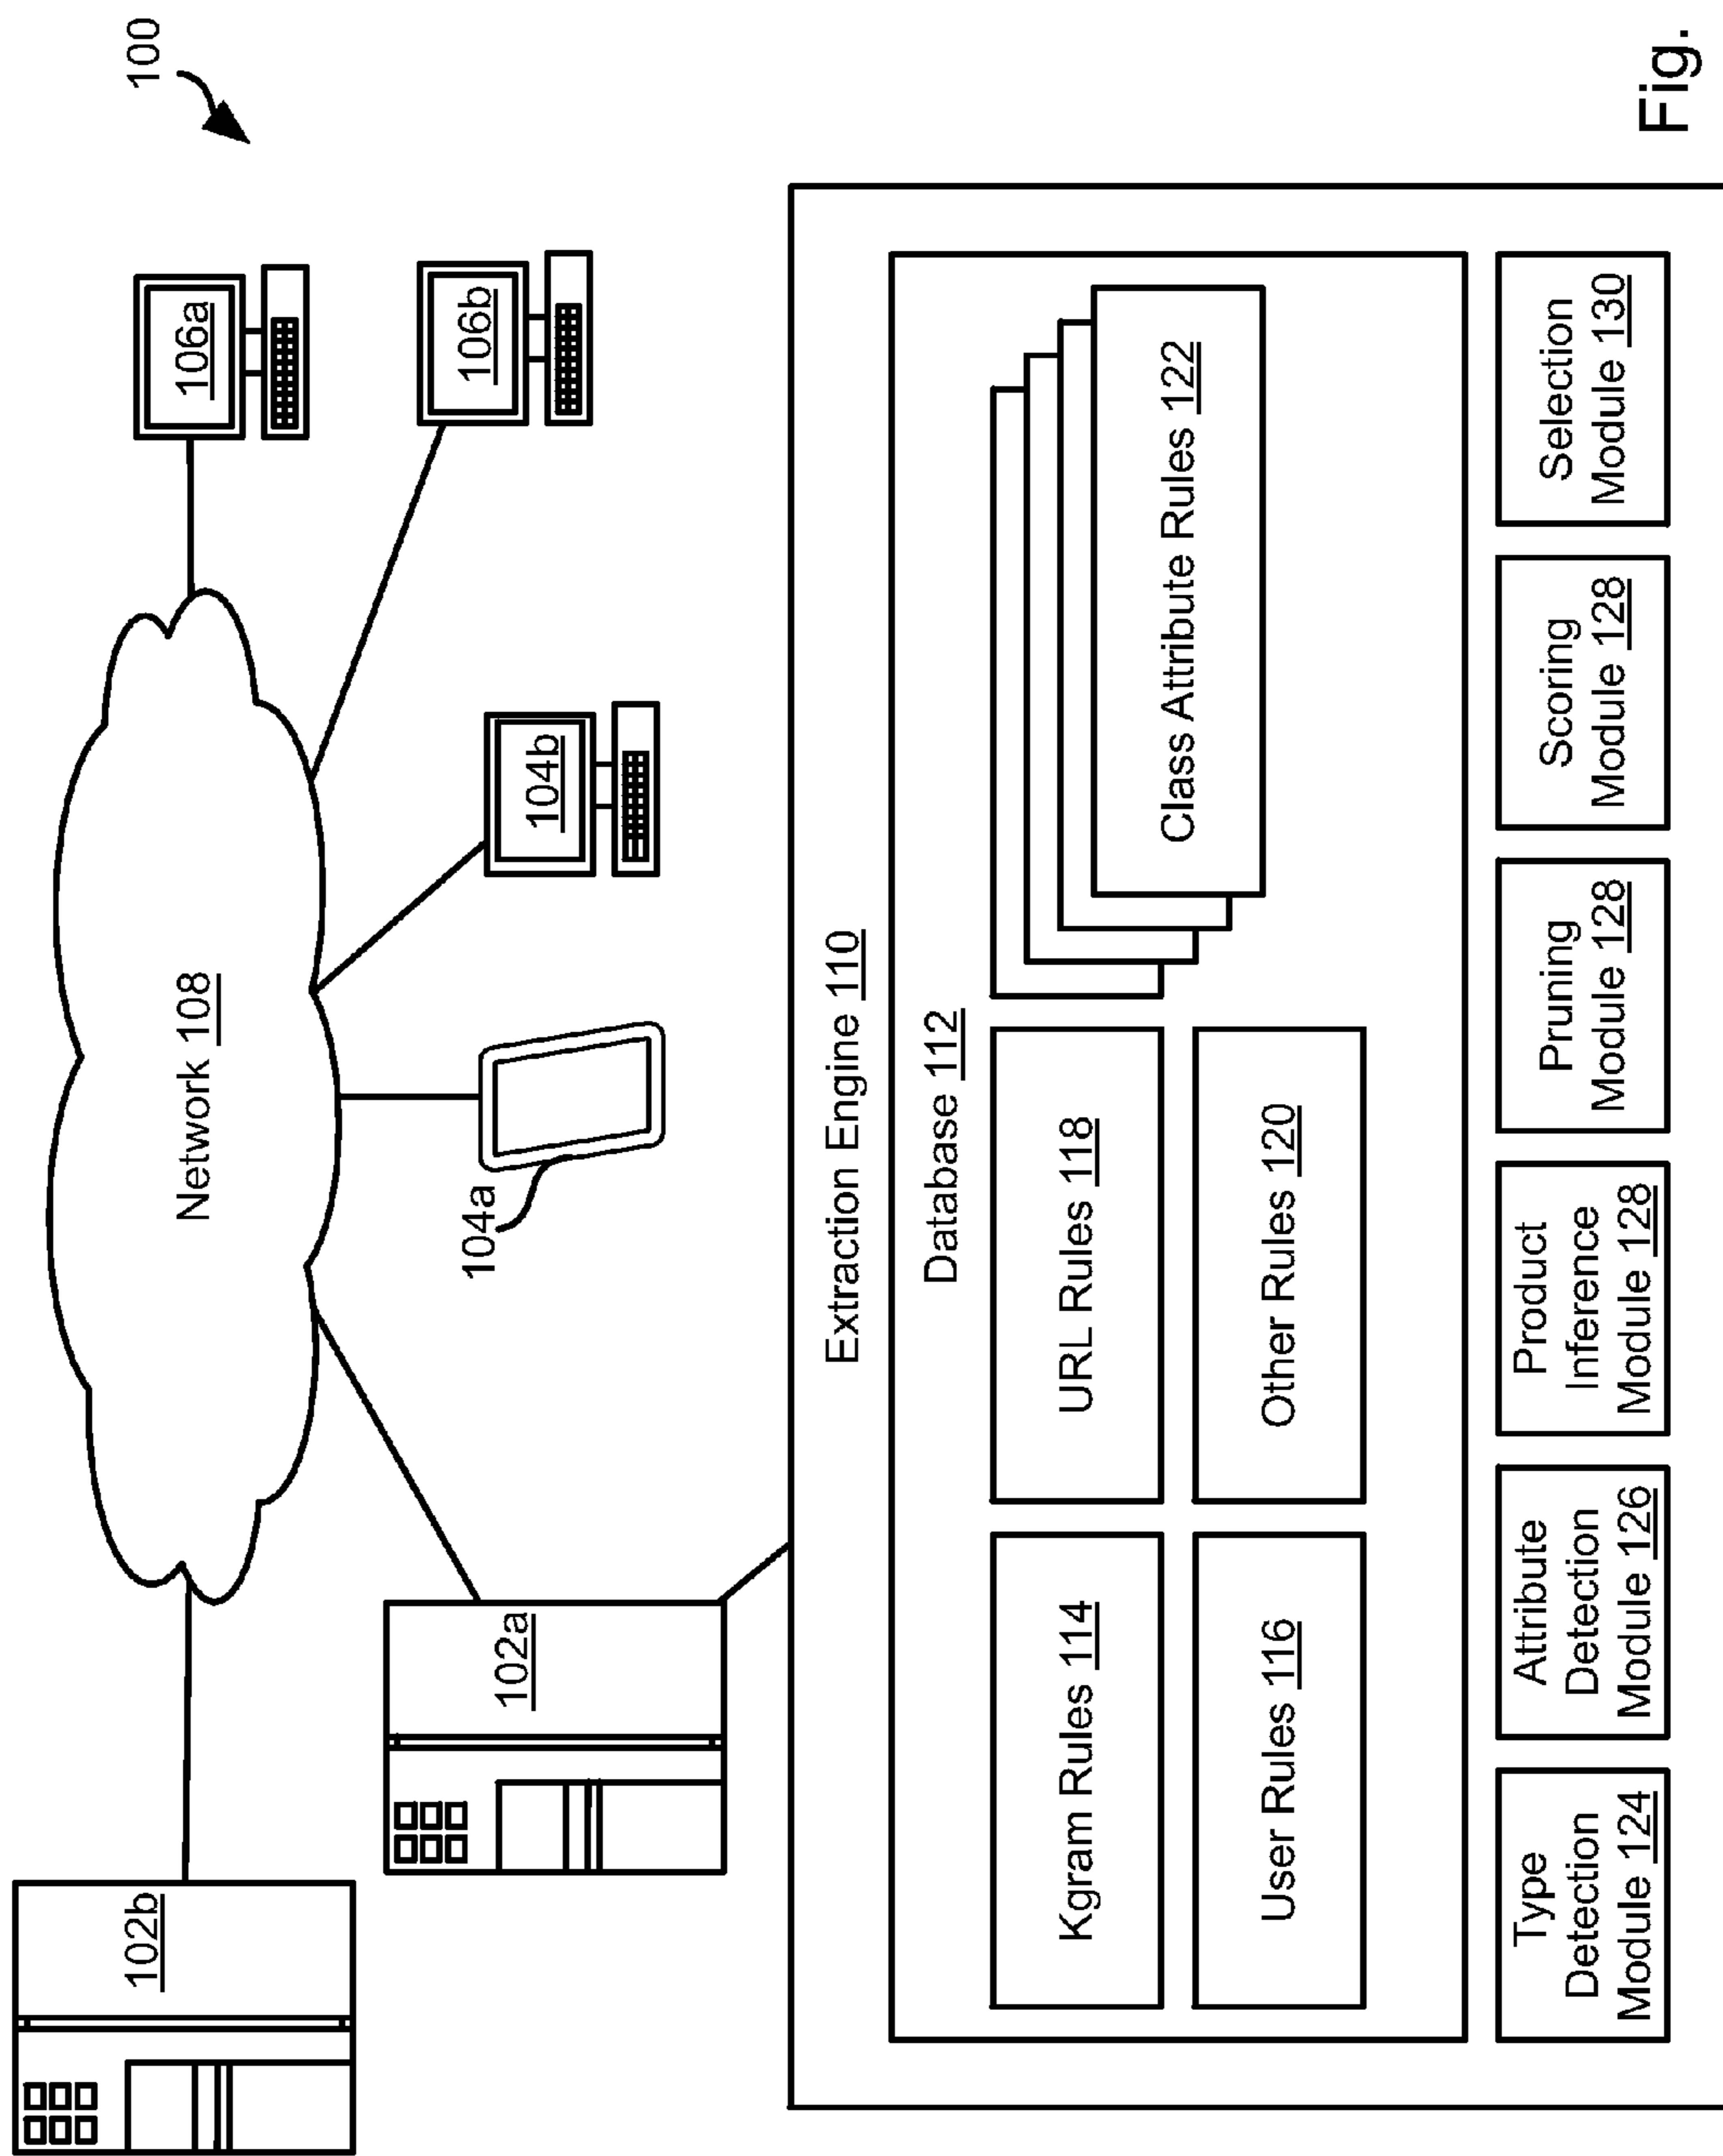 100
102b
Network 108
106a
106b
104b
104a
102a
Extraction Engine 110
Database 112
Kgram Rules 114
URL Rules 118
Class Attribute Rules 122
User Rules 116
Other Rules 120
Type
Detection
Module 124
Attribute
Detection
Module 126
Product
Inference
Module 128
Pruning
Module 128
Scoring
Module 128
Selection
Module 130
Fig.